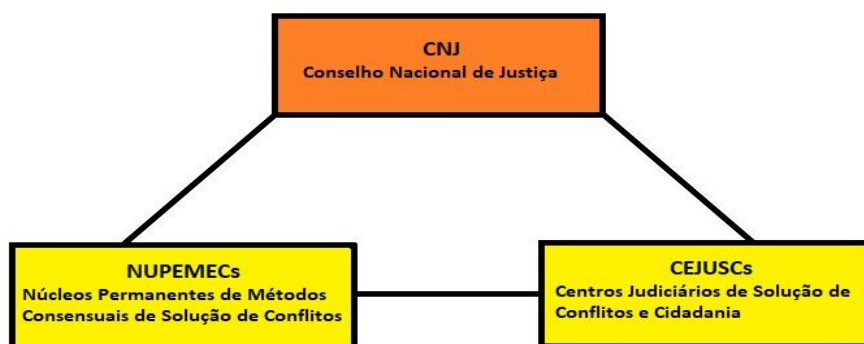 CNJ
Conselho Nacional de Justiça
NUPEMECs
Núcleos Permanentes de Métodos
Consensuais de Solução de Conflitos
CEJUSCs
Centros Judiciários de Solução de
Conflitos e Cidadania